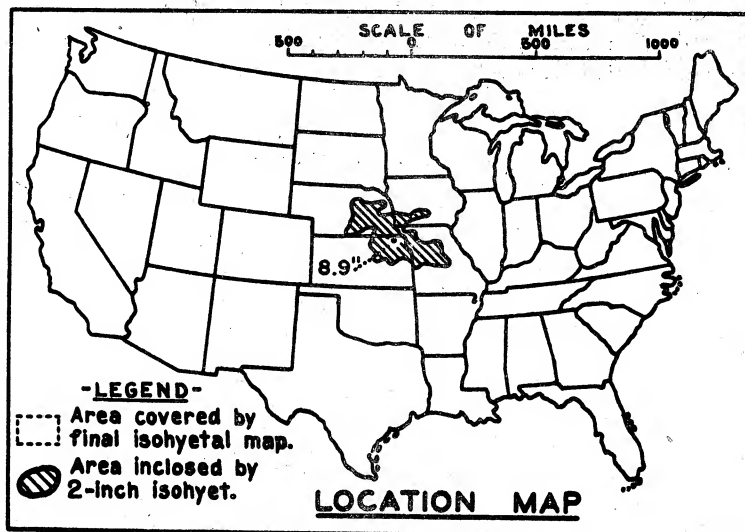 SCALE OF MILES
500 0 500 1000
8.9"
-LEGEND-
Area covered by
final isohyetal map.
Area inclosed by
2-inch isohyet.
LOCATION MAP